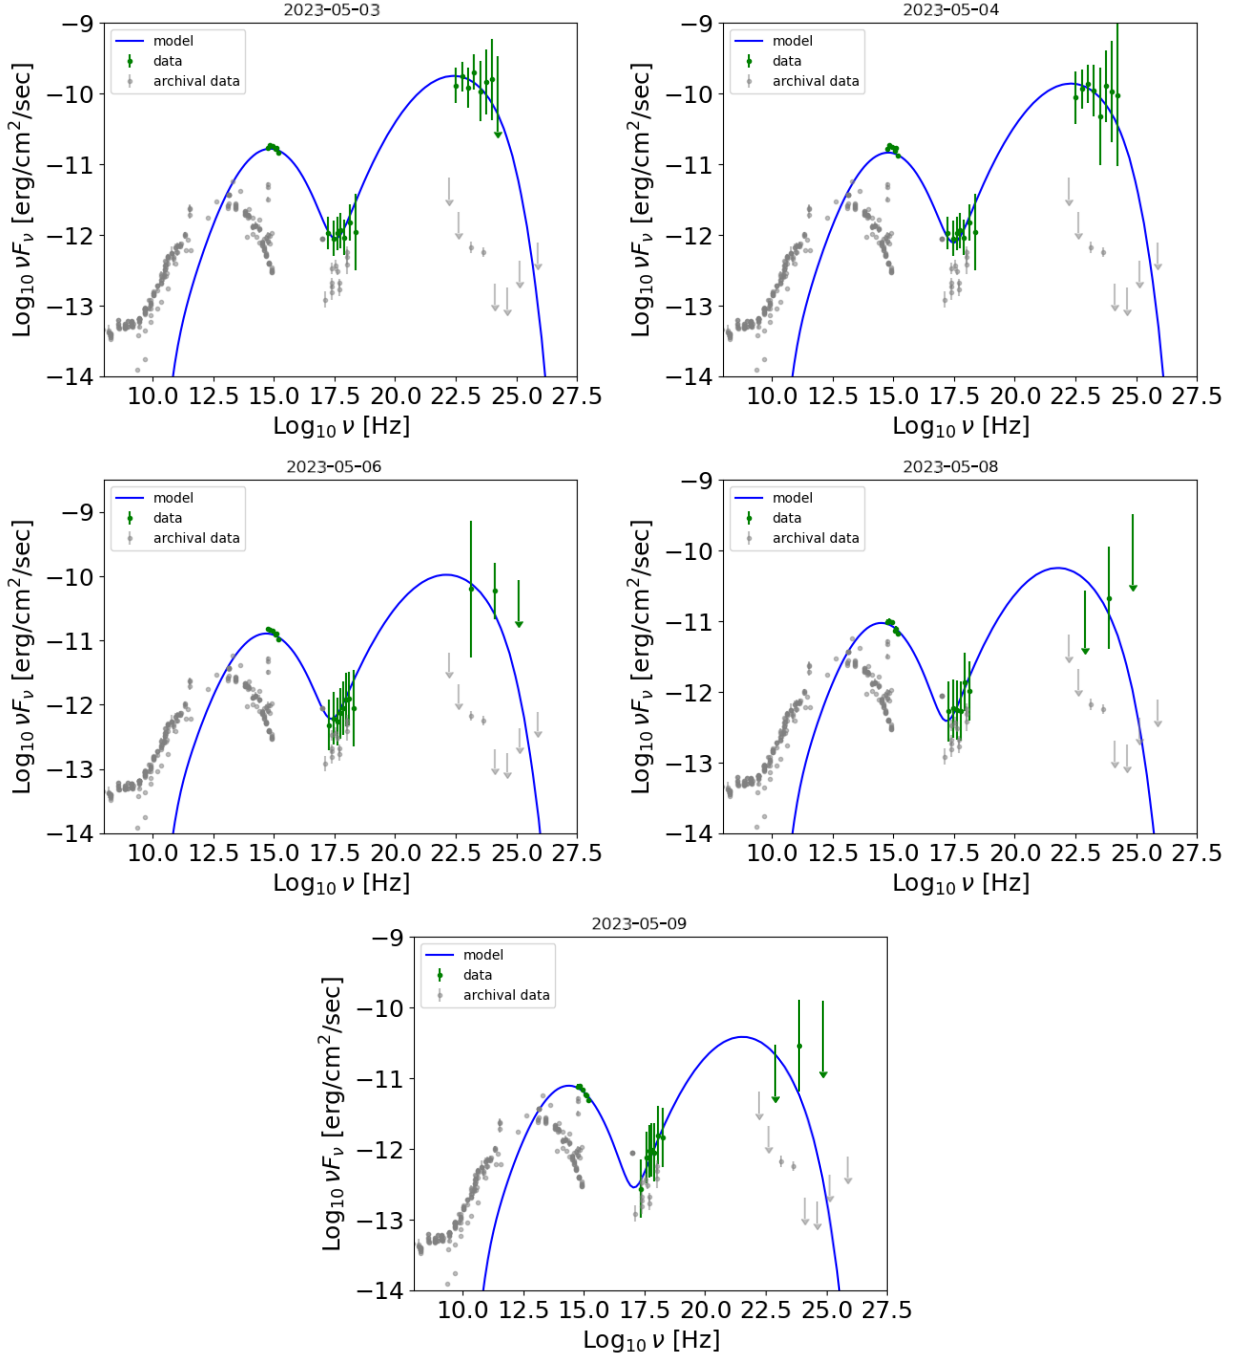 2023-05-03
model
data
archival data
Log₁₀ νFᵥ [erg/cm²/sec]
−9
−10
−11
−12
−13
−14
10.0 12.5 15.0 17.5 20.0 22.5 25.0 27.5
Log₁₀ ν [Hz]
2023-05-04
model
data
archival data
Log₁₀ νFᵥ [erg/cm²/sec]
−9
−10
−11
−12
−13
−14
10.0 12.5 15.0 17.5 20.0 22.5 25.0 27.5
Log₁₀ ν [Hz]
2023-05-06
model
data
archival data
Log₁₀ νFᵥ [erg/cm²/sec]
−9
−10
−11
−12
−13
−14
10.0 12.5 15.0 17.5 20.0 22.5 25.0 27.5
Log₁₀ ν [Hz]
2023-05-08
model
data
archival data
Log₁₀ νFᵥ [erg/cm²/sec]
−9
−10
−11
−12
−13
−14
10.0 12.5 15.0 17.5 20.0 22.5 25.0 27.5
Log₁₀ ν [Hz]
2023-05-09
model
data
archival data
Log₁₀ νFᵥ [erg/cm²/sec]
−9
−10
−11
−12
−13
−14
10.0 12.5 15.0 17.5 20.0 22.5 25.0 27.5
Log₁₀ ν [Hz]